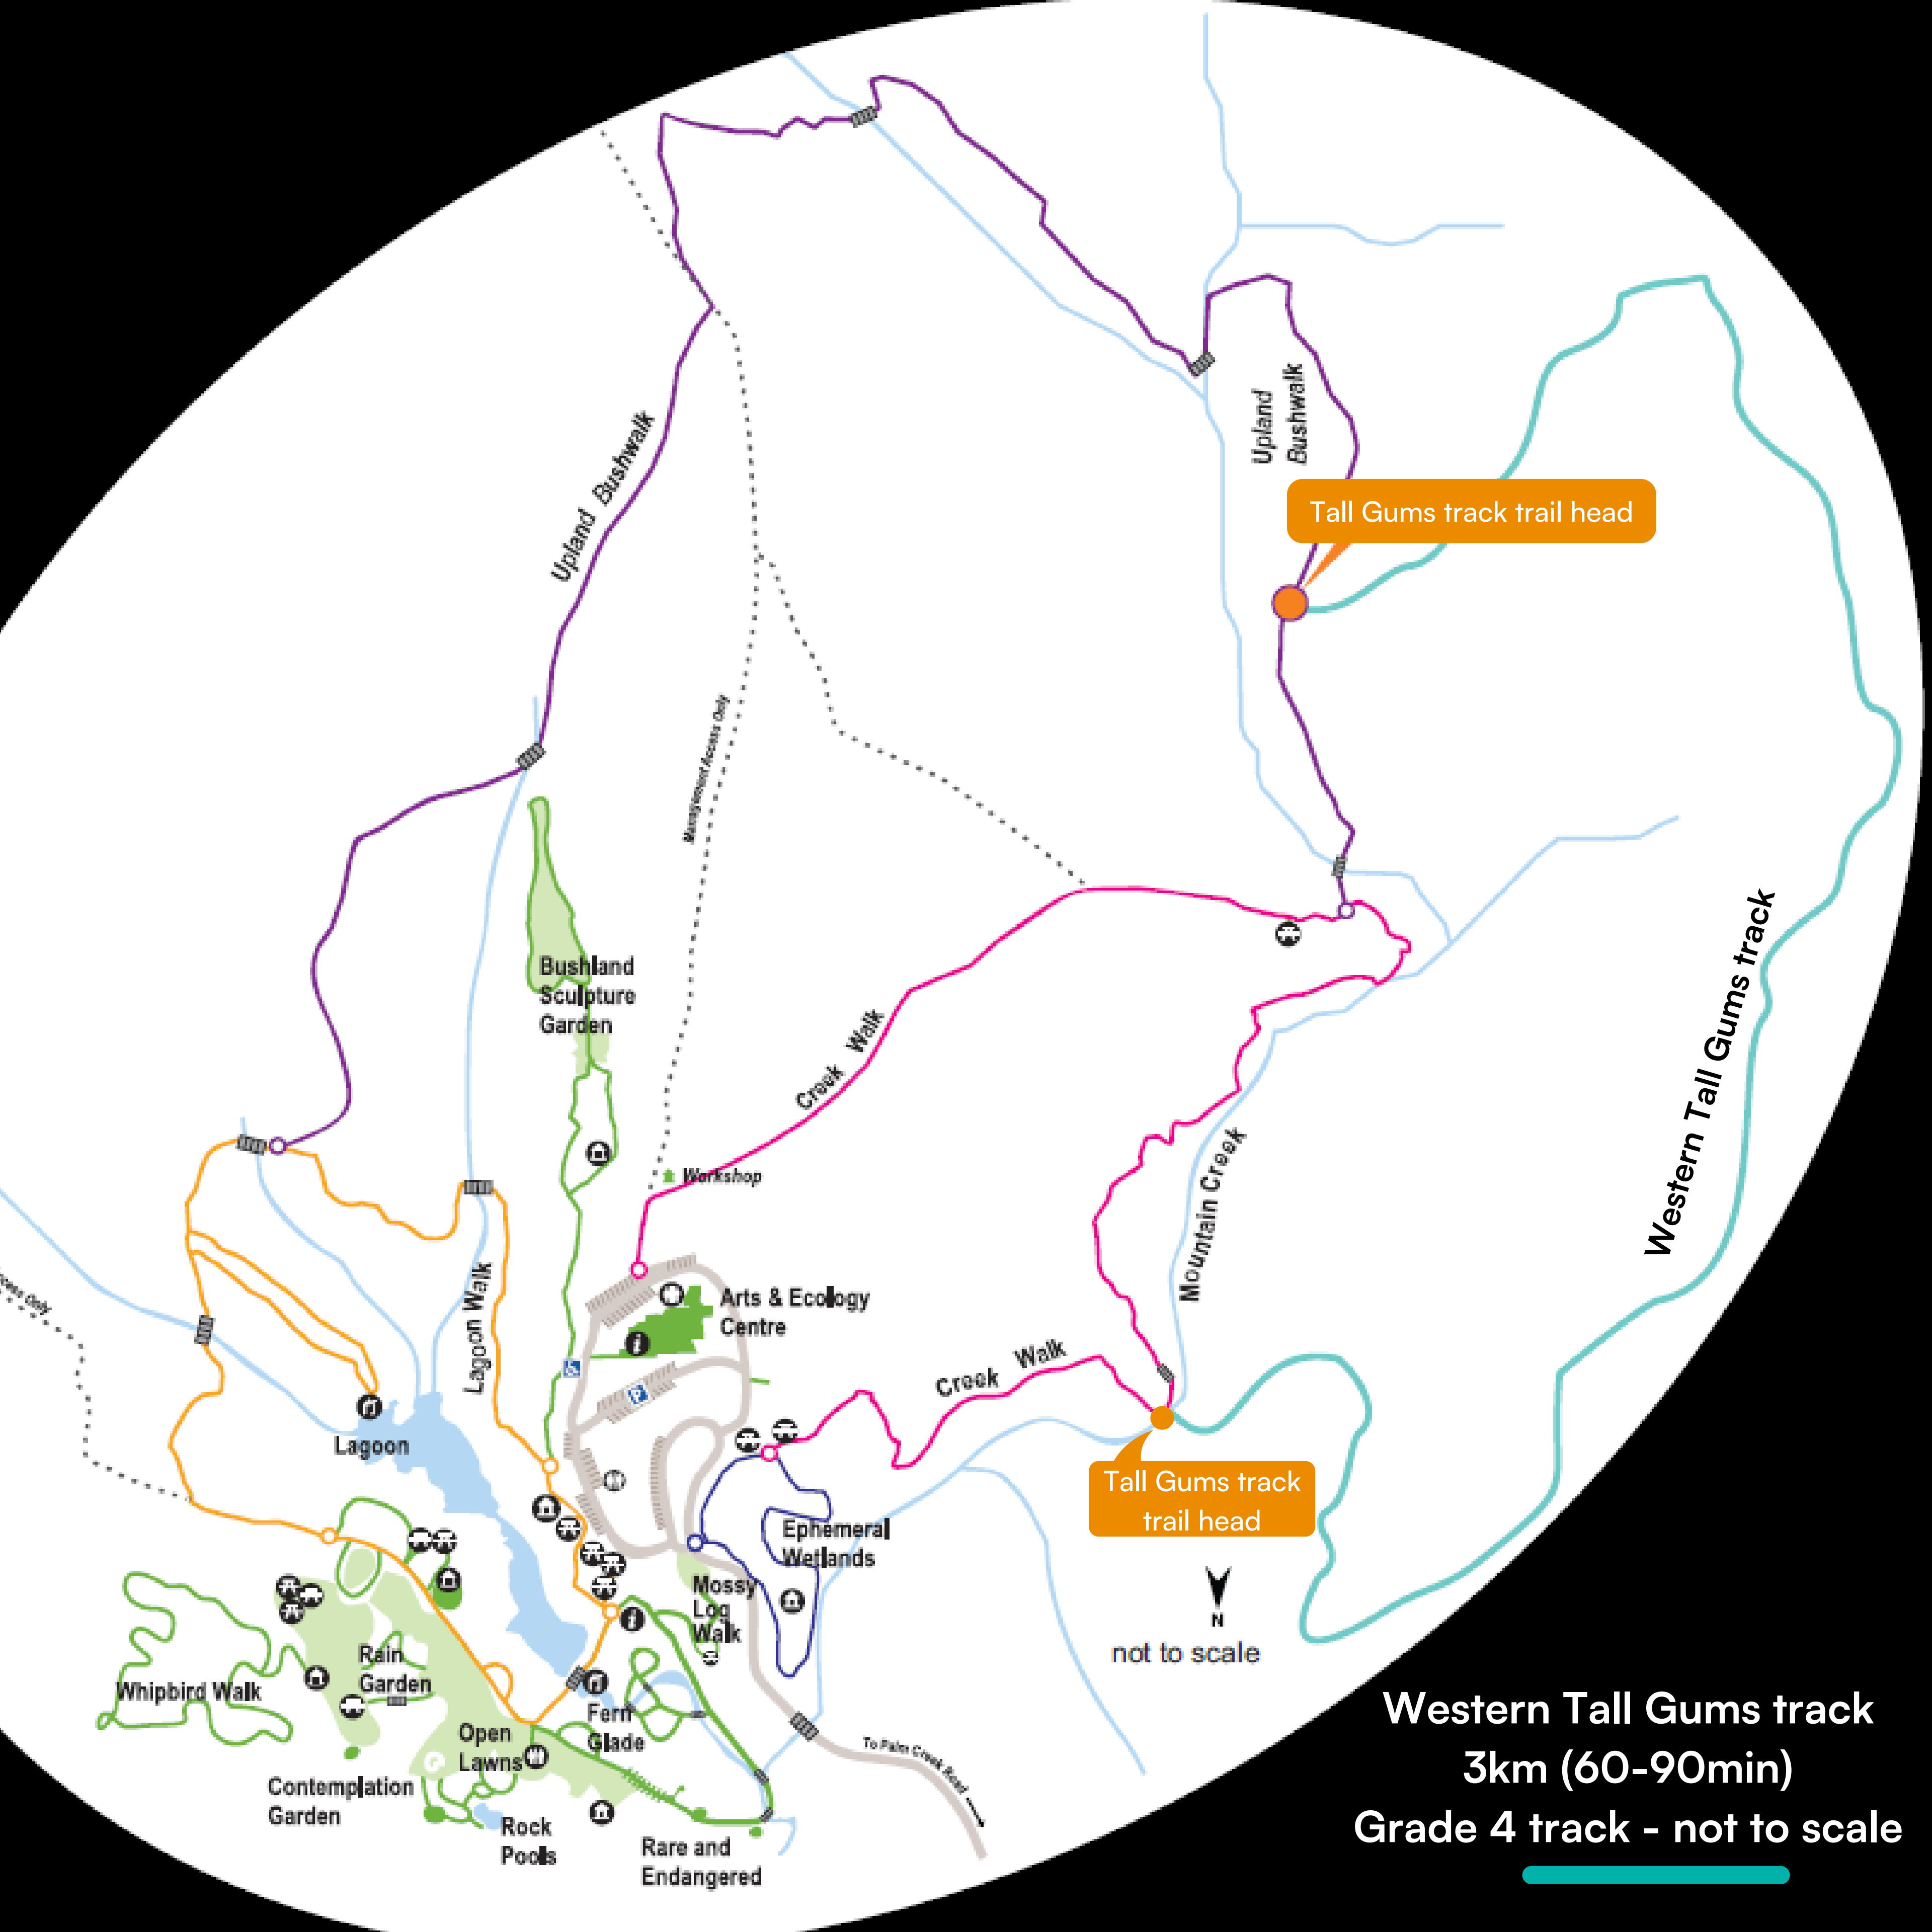 Upland Bushwalk
Upland
Bushwalk
Tall Gums track trail head
Management Access Only
Western Tall Gums track
Bushland
Sculpture
Garden
Creek Walk
Workshop
Mountain Creek
Lagoon Walk
Arts & Ecology
Centre
i
P
Creek Walk
cess Only
Lagoon
Tall Gums track
trail head
Ephemeral
Wetlands
Mossy
Log
Walk
i
N
not to scale
Rain
Garden
Whipbird Walk
Fern
Glade
Open
Lawns
To Palm Creek Road
Contemplation
Garden
Rock
Pools
Rare and
Endangered
Western Tall Gums track
3km (60-90min)
Grade 4 track - not to scale